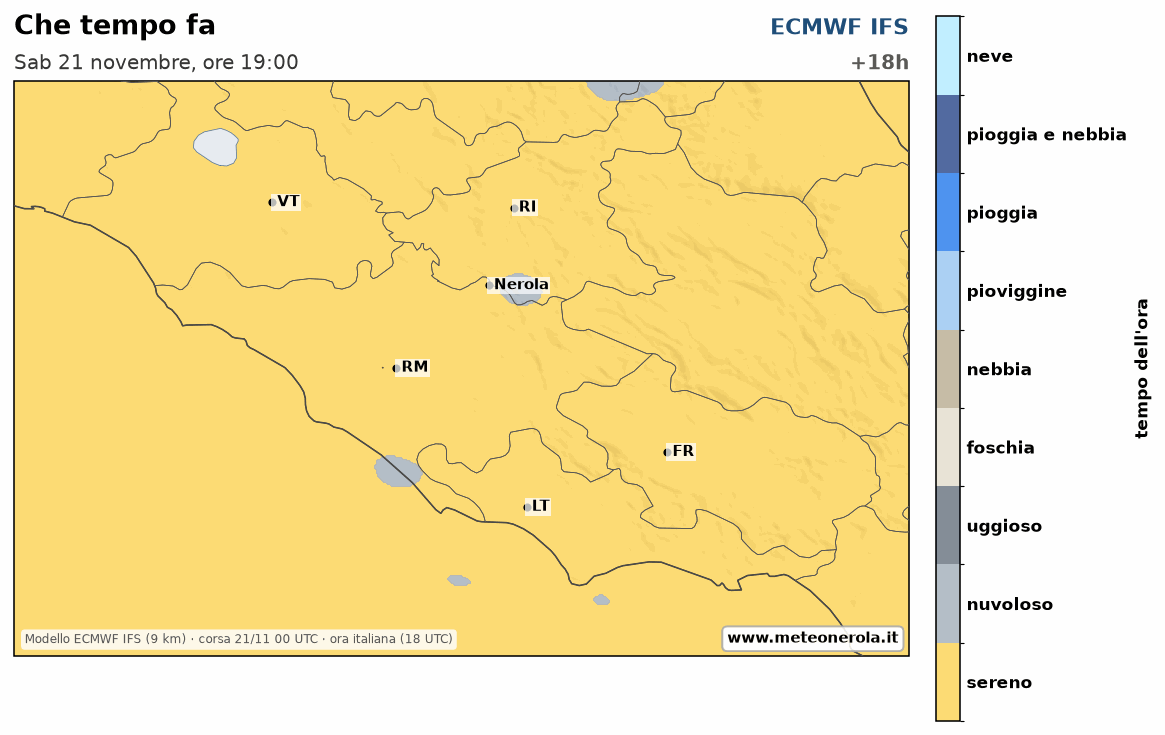 Che tempo fa
ECMWF IFS
Sab 21 novembre, ore 19:00
+18h
VT
RI
Nerola
RM
FR
LT
Modello ECMWF IFS (9 km) · corsa 21/11 00 UTC · ora italiana (18 UTC)
www.meteonerola.it
neve
pioggia e nebbia
pioggia
pioviggine
nebbia
foschia
uggioso
nuvoloso
sereno
tempo dell'ora